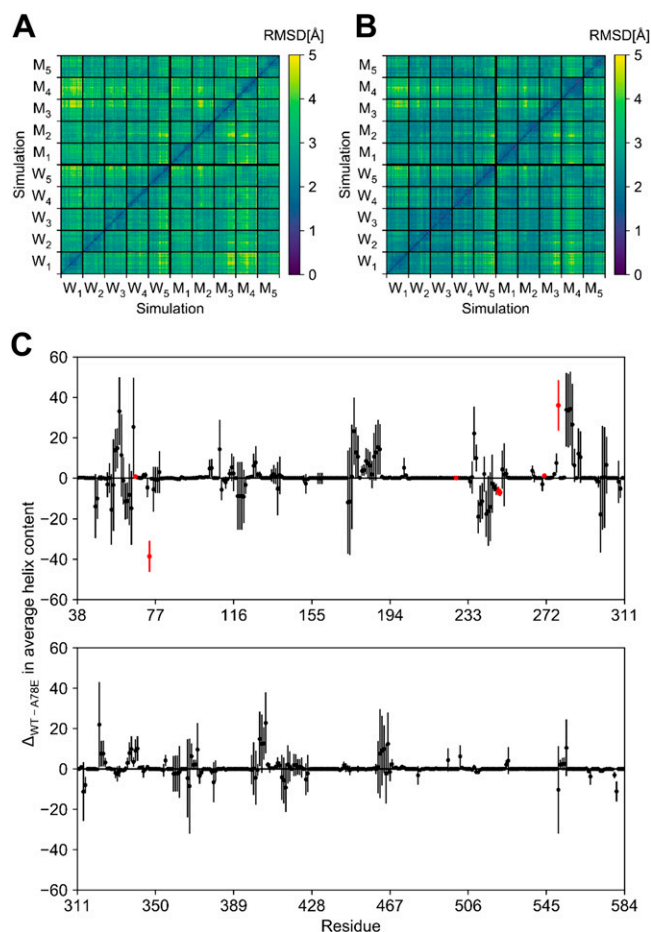 A
B
RMSD[Å]
RMSD[Å]
M5
M4
M3
M2
M1
W5
W4
W3
W2
W1
Simulation
5
4
3
2
1
0
W1 W2 W3 W4 W5 M1 M2 M3 M4 M5
Simulation
M5
M4
M3
M2
M1
W5
W4
W3
W2
W1
Simulation
5
4
3
2
1
0
W1 W2 W3 W4 W5 M1 M2 M3 M4 M5
Simulation
C
ΔWT − A78E in average helix content
60
40
20
0
−20
−40
−60
38 77 116 155 194 233 272 311
60
40
20
0
−20
−40
−60
311 350 389 428 467 506 545 584
Residue